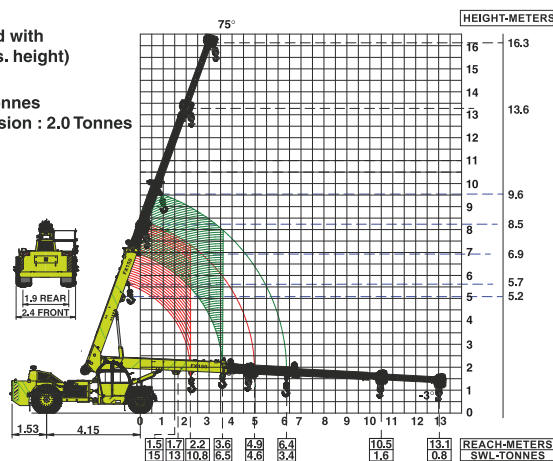 75°
HEIGHT-METERS
d with
s. height)
onnes
sion : 2.0 Tonnes
16
15
14
13
12
11
10
9
8
7
6
5
4
3
2
1
0
16.3
13.6
9.6
8.5
6.9
5.7
5.2
1.9 REAR
2.4 FRONT
-3°
0 1 2 3 4 5 6 7 8 9 10 11 12 13
1.53 4.15
1.5 1.7 2.2 3.6 4.9 6.4 10.5 13.1 REACH-METERS
15 13 10.8 6.5 4.6 3.4 1.6 0.8 SWL-TONNES